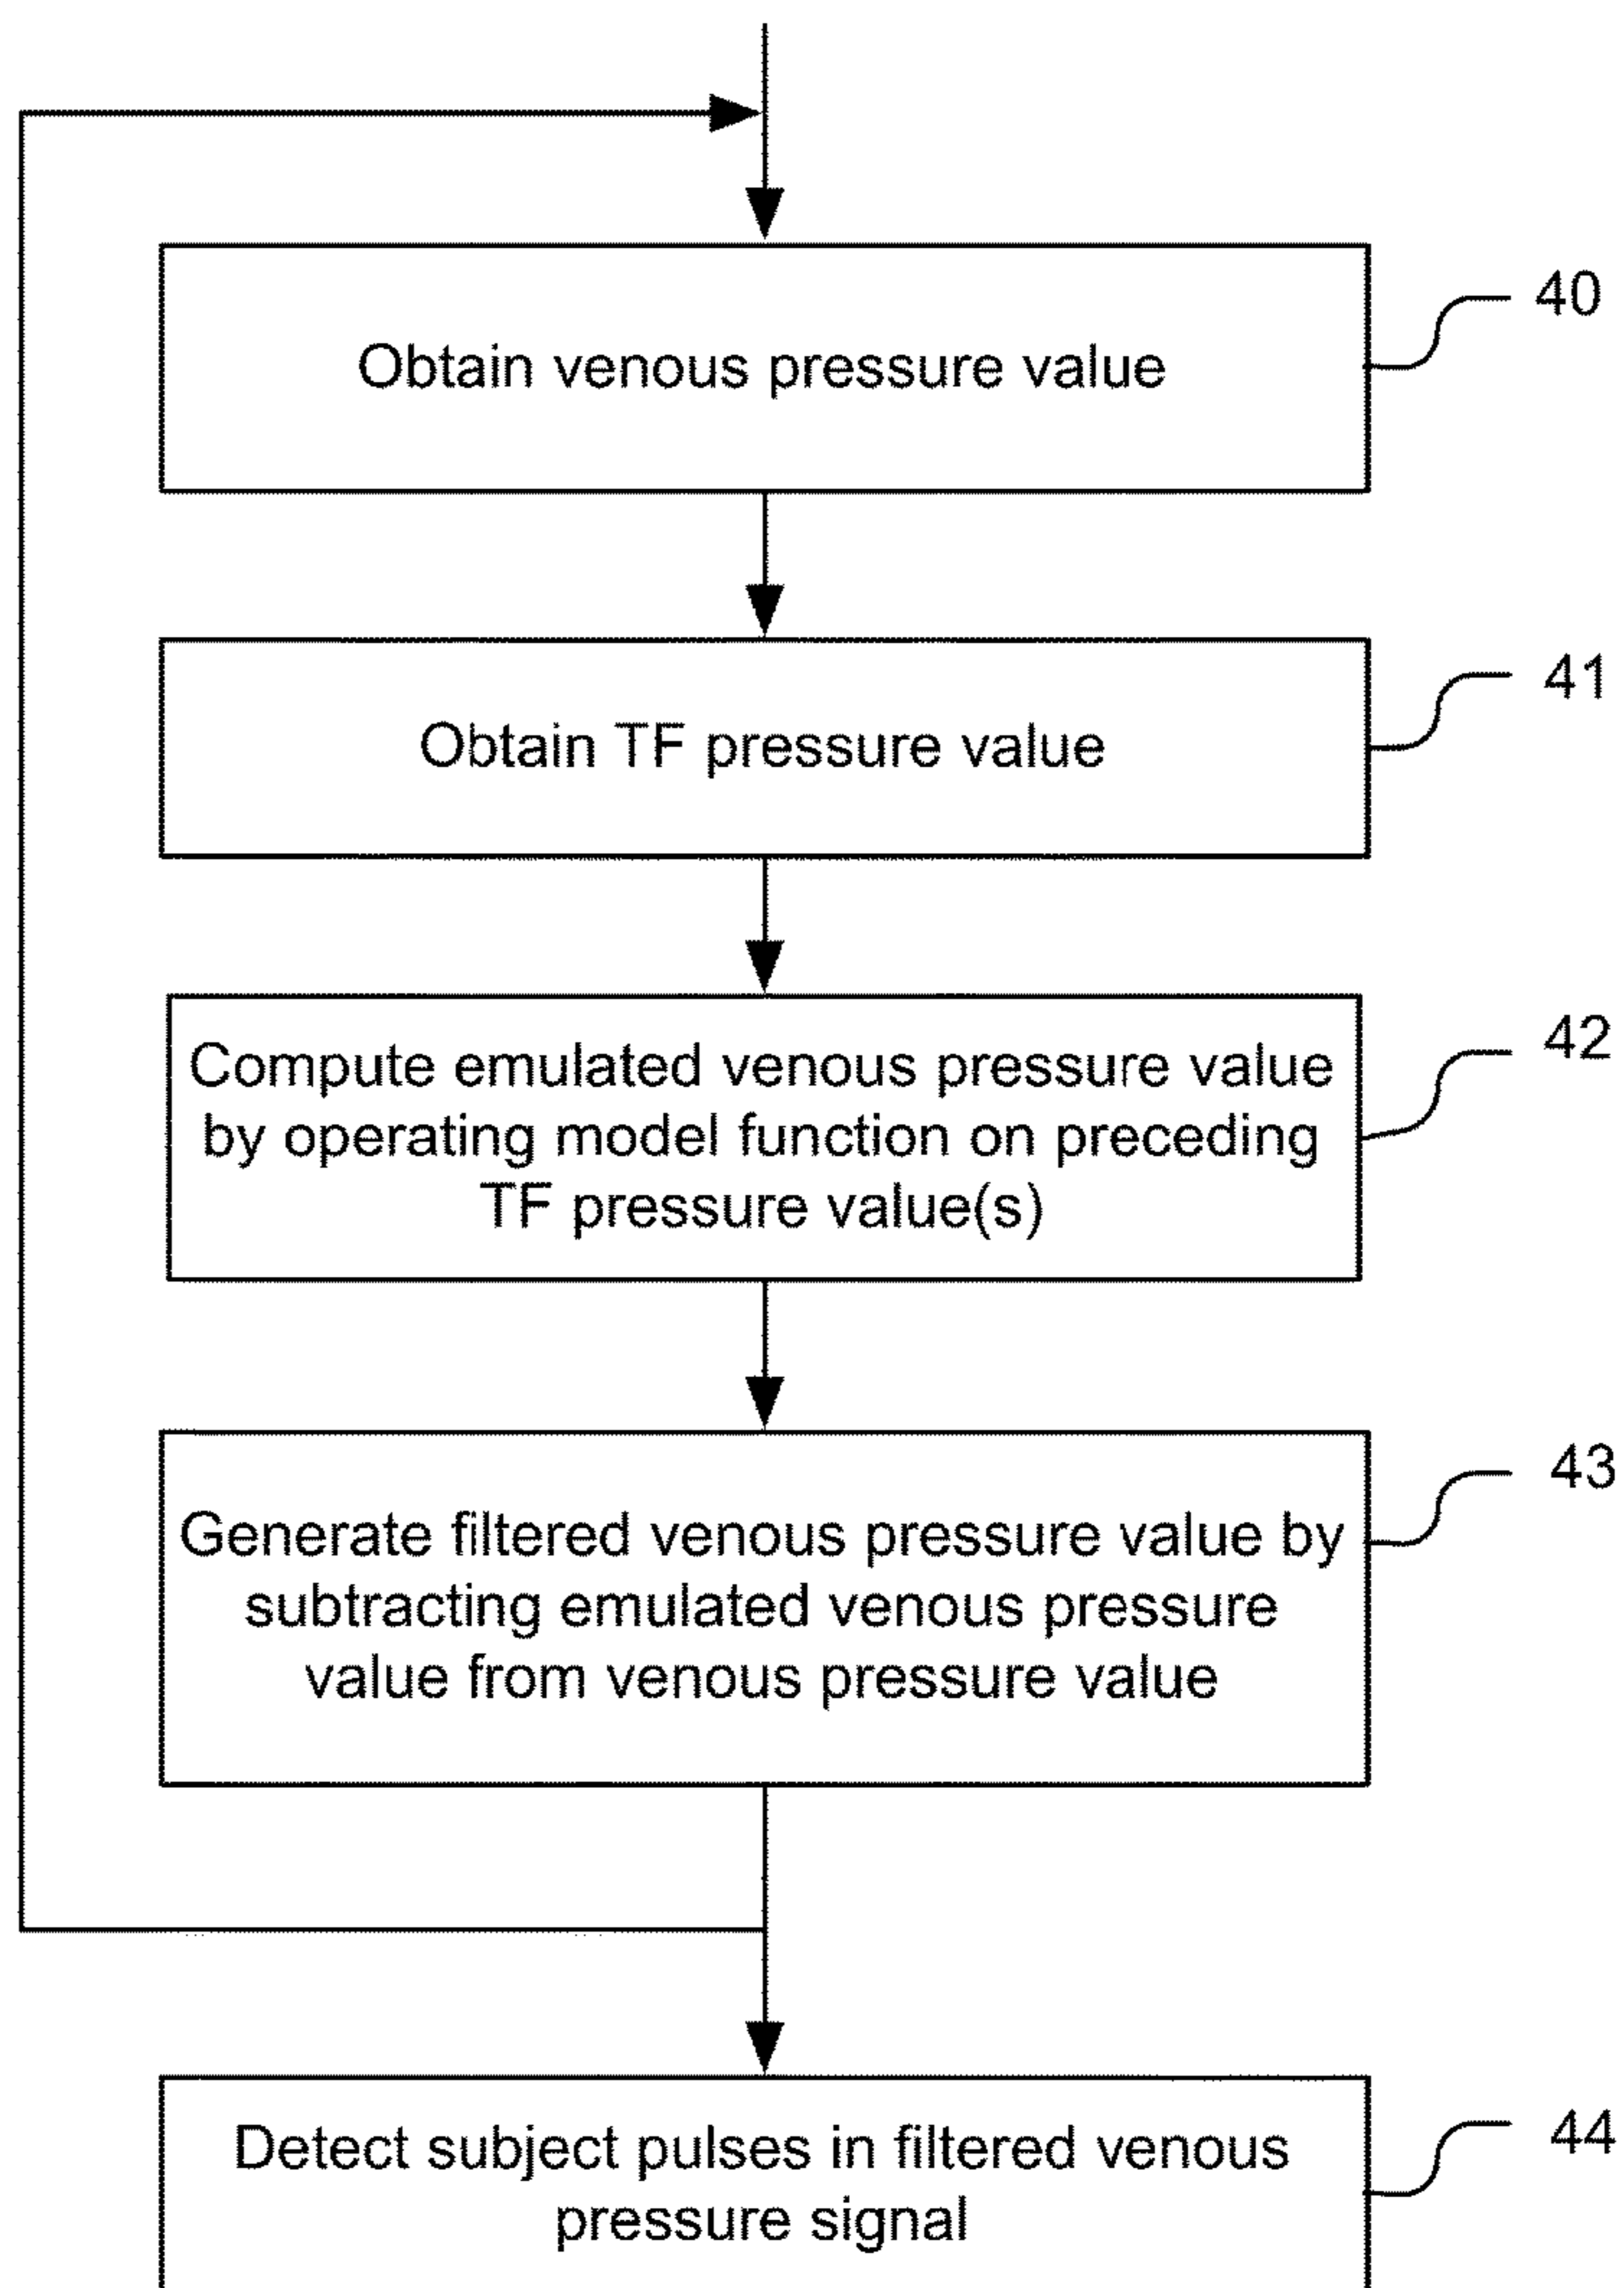 Obtain venous pressure value
40
Obtain TF pressure value
41
Compute emulated venous pressure value
by operating model function on preceding
TF pressure value(s)
42
Generate filtered venous pressure value by
subtracting emulated venous pressure
value from venous pressure value
43
Detect subject pulses in filtered venous
pressure signal
44